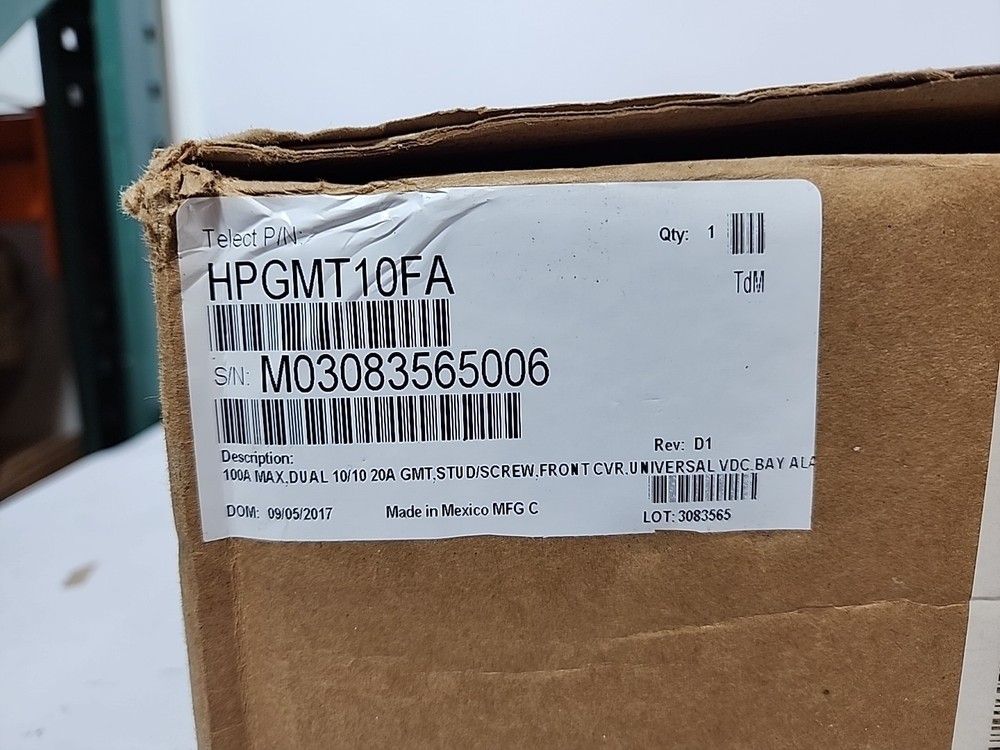 Telect P/N:
Qty: 1
HPGMT10FA
TdM
S/N: M03083565006
Rev: D1
Description:
100A MAX,DUAL 10/10 20A GMT,STUD/SCREW,FRONT CVR,UNIVERSAL VDC,BAY ALA
DOM: 09/05/2017
Made in Mexico MFG C
LOT: 3083565